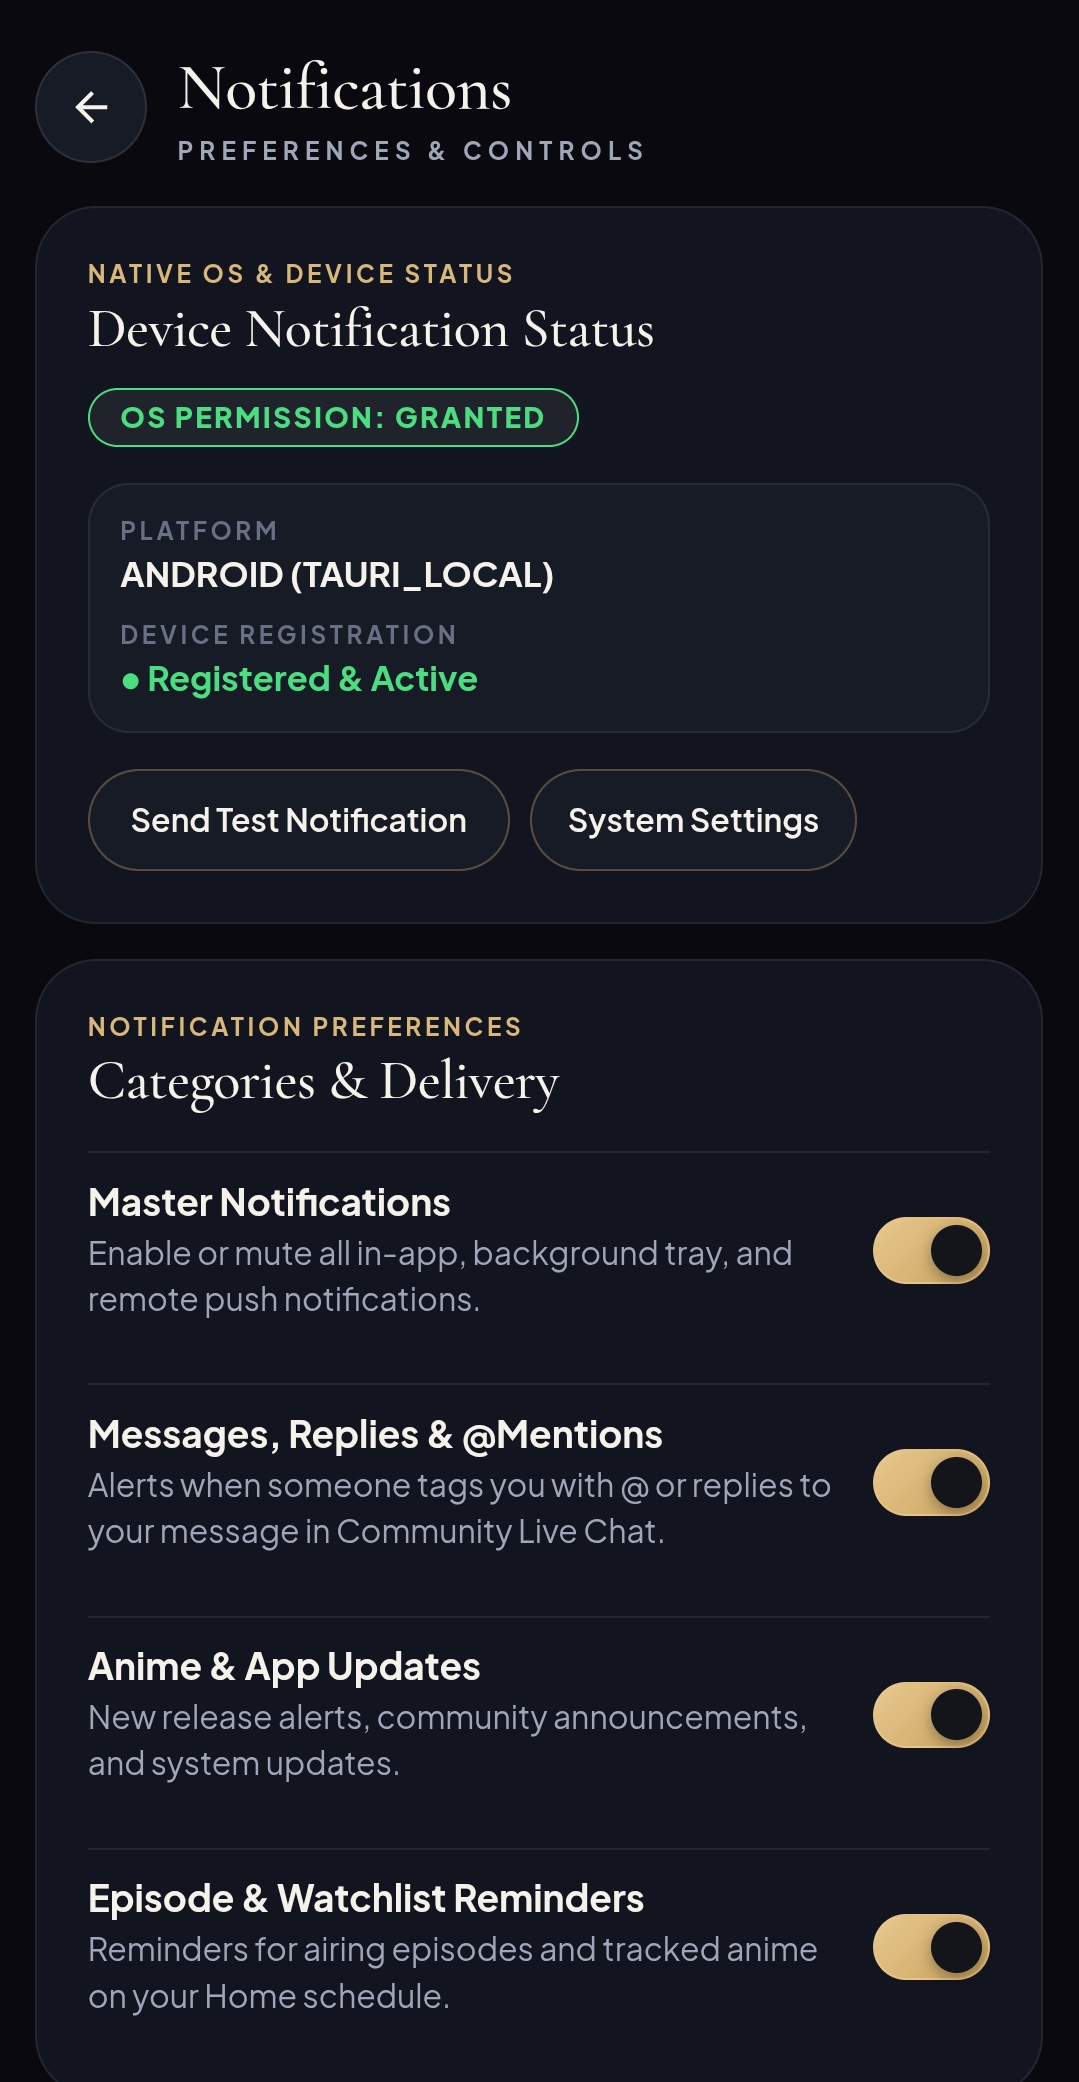 Notifications
PREFERENCES & CONTROLS
NATIVE OS & DEVICE STATUS
Device Notification Status
OS PERMISSION: GRANTED
PLATFORM
ANDROID (TAURI_LOCAL)
DEVICE REGISTRATION
● Registered & Active
Send Test Notification
System Settings
NOTIFICATION PREFERENCES
Categories & Delivery
Master Notifications
Enable or mute all in-app, background tray, and
remote push notifications.
Messages, Replies & @Mentions
Alerts when someone tags you with @ or replies to
your message in Community Live Chat.
Anime & App Updates
New release alerts, community announcements,
and system updates.
Episode & Watchlist Reminders
Reminders for airing episodes and tracked anime
on your Home schedule.